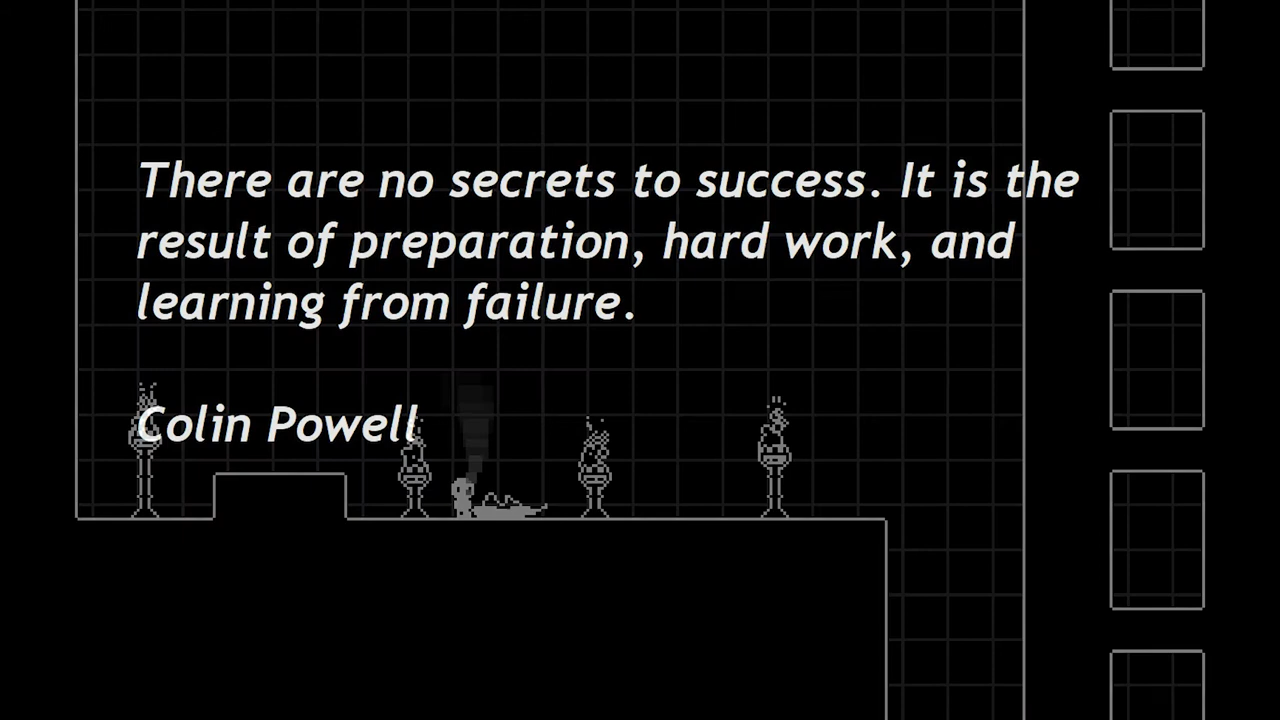 There are no secrets to success. It is the
result of preparation, hard work, and
learning from failure.
Colin Powell